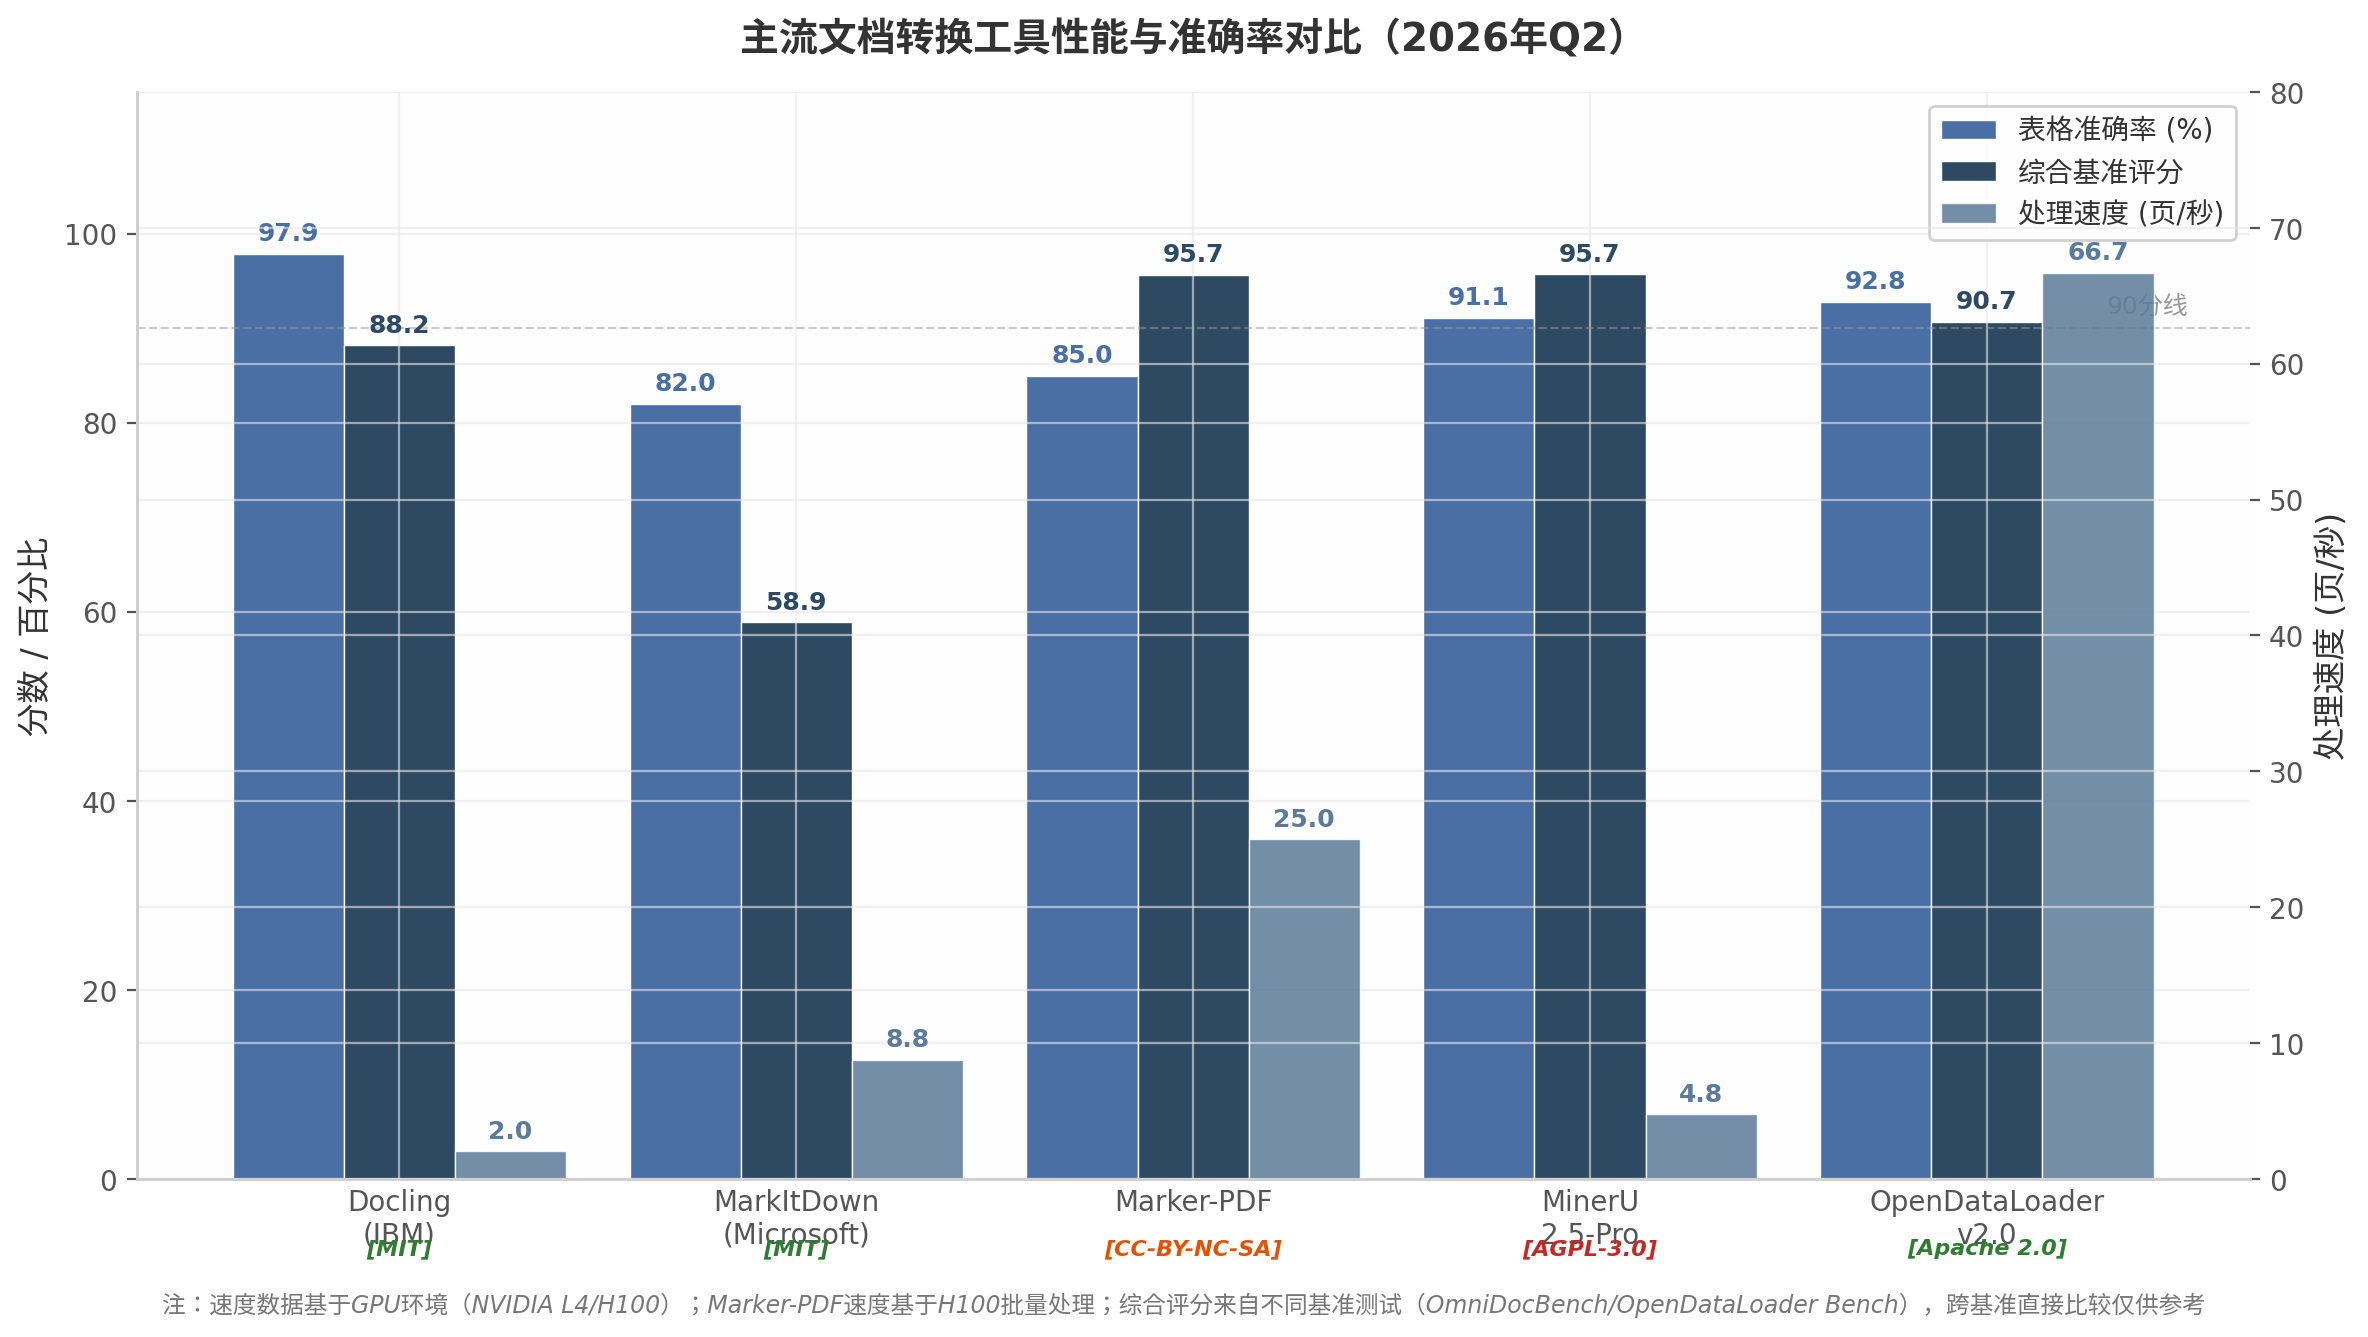 主流文档转换工具性能与准确率对比（2026年Q2）
表格准确率 (%)
综合基准评分
处理速度 (页/秒)
分数 / 百分比
100
80
60
40
20
0
处理速度 (页/秒)
80
70
60
50
40
30
20
10
0
97.9
88.2
2.0
82.0
58.9
8.8
85.0
95.7
25.0
91.1
95.7
4.8
92.8
90.7
66.7
90分线
Docling
(IBM)
[MIT]
MarkItDown
(Microsoft)
[MIT]
Marker-PDF
[CC-BY-NC-SA]
MinerU
2.5-Pro
[AGPL-3.0]
OpenDataLoader
v2.0
[Apache 2.0]
注：速度数据基于GPU环境（NVIDIA L4/H100）；Marker-PDF速度基于H100批量处理；综合评分来自不同基准测试（OmniDocBench/OpenDataLoader Bench），跨基准直接比较仅供参考